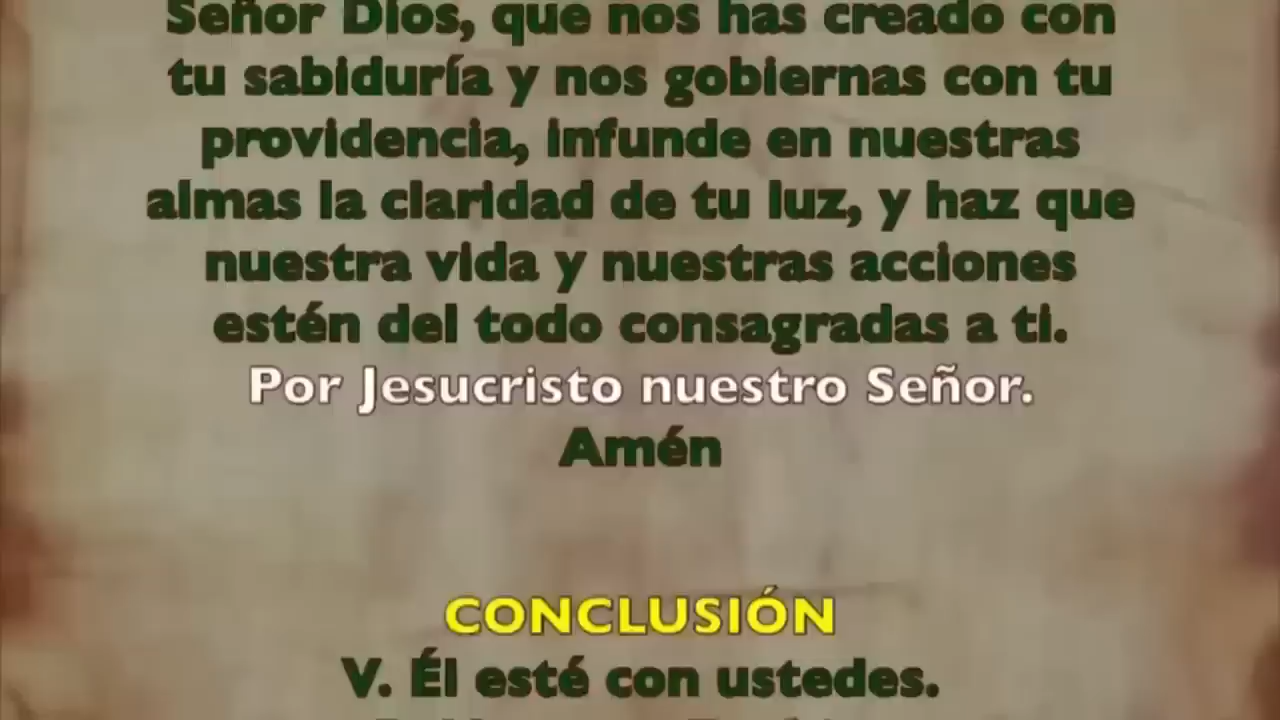 Señor Dios, que nos has creado con
tu sabiduría y nos gobiernas con tu
providencia, infunde en nuestras
almas la claridad de tu luz, y haz que
nuestra vida y nuestras acciones
estén del todo consagradas a ti.
Por Jesucristo nuestro Señor.
Amén
CONCLUSIÓN
V. Él esté con ustedes.